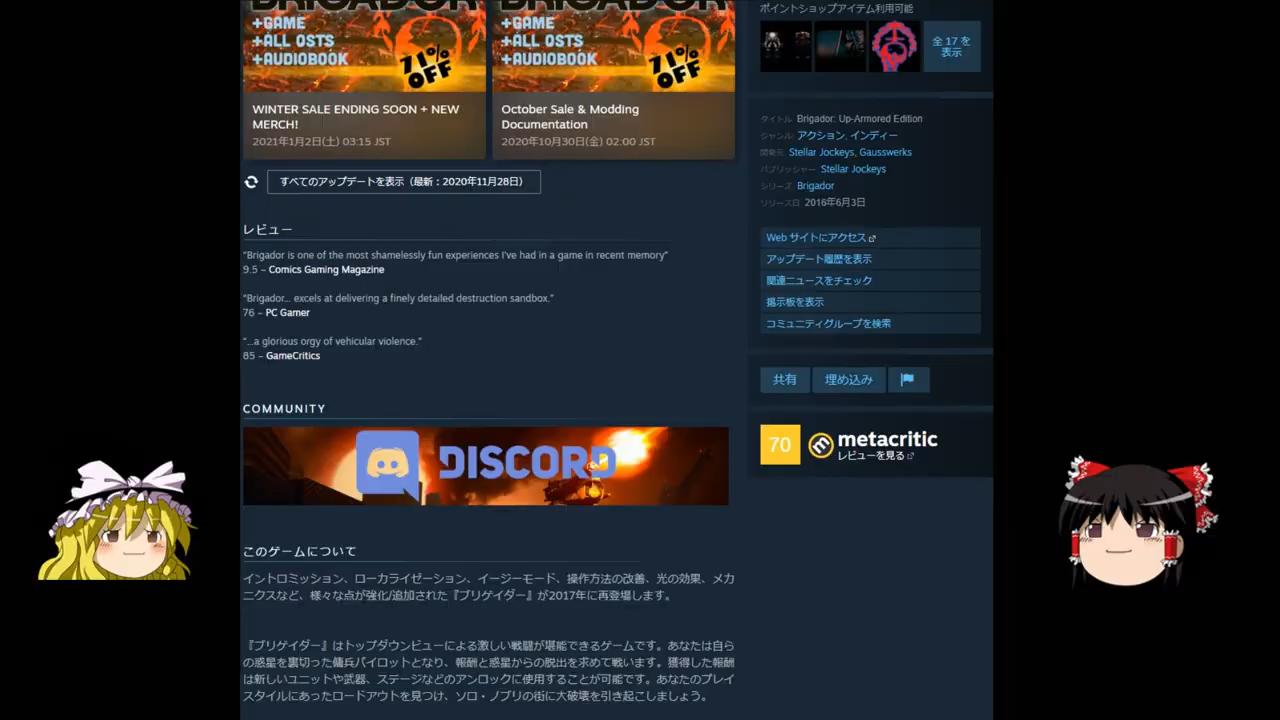 BRIGADOR
+GAME
+ALL OSTS
+AUDIOBOOK
71% OFF
WINTER SALE ENDING SOON + NEW
MERCH!
2021年1月2日(土) 03:15 JST
BRIGADOR
+GAME
+ALL OSTS
+AUDIOBOOK
71% OFF
October Sale & Modding
Documentation
2020年10月30日(金) 02:00 JST
すべてのアップデートを表示（最新：2020年11月28日）
レビュー
“Brigador is one of the most shamelessly fun experiences I've had in a game in recent memory”
9.5 – Comics Gaming Magazine
“Brigador... excels at delivering a finely detailed destruction sandbox.”
76 – PC Gamer
“...a glorious orgy of vehicular violence.”
85 – GameCritics
COMMUNITY
DISCORD
このゲームについて
イントロミッション、ローカライゼーション、イージーモード、操作方法の改善、光の効果、メカ
ニクスなど、様々な点が強化/追加された『ブリゲイダー』が2017年に再登場します。
『ブリゲイダー』はトップダウンビューによる激しい戦闘が堪能できるゲームです。あなたは自ら
の惑星を裏切った傭兵パイロットとなり、報酬と惑星からの脱出を求めて戦います。獲得した報酬
は新しいユニットや武器、ステージなどのアンロックに使用することが可能です。あなたのプレイ
スタイルにあったロードアウトを見つけ、ソロ・ノブリの街に大破壊を引き起こしましょう。
ポイントショップアイテム利用可能
全 17 を
表示
タイトル: Brigador: Up-Armored Edition
ジャンル: アクション, インディー
開発元: Stellar Jockeys, Gausswerks
パブリッシャー: Stellar Jockeys
シリーズ: Brigador
リリース日: 2016年6月3日
Web サイトにアクセス
アップデート履歴を表示
関連ニュースをチェック
掲示板を表示
コミュニティグループを検索
共有
埋め込み
70
metacritic
レビューを見る